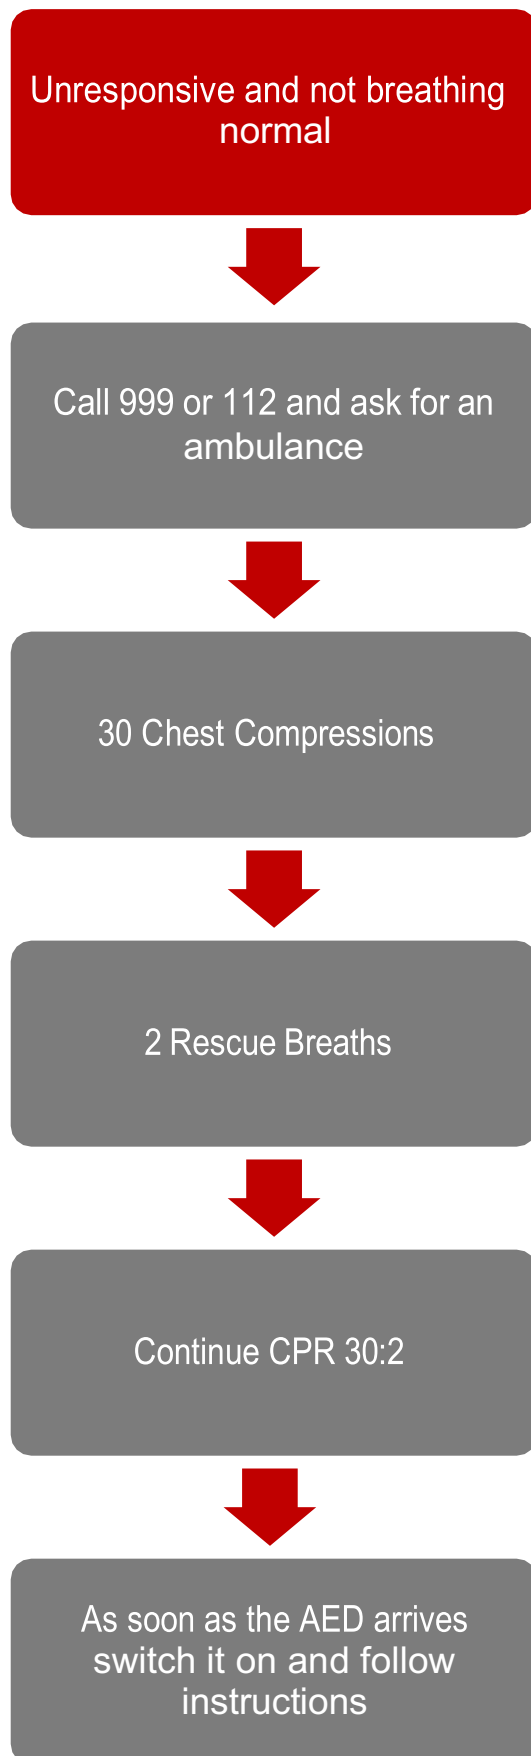 Unresponsive and not breathing
normal
Call 999 or 112 and ask for an
ambulance
30 Chest Compressions
2 Rescue Breaths
Continue CPR 30:2
As soon as the AED arrives
switch it on and follow
instructions